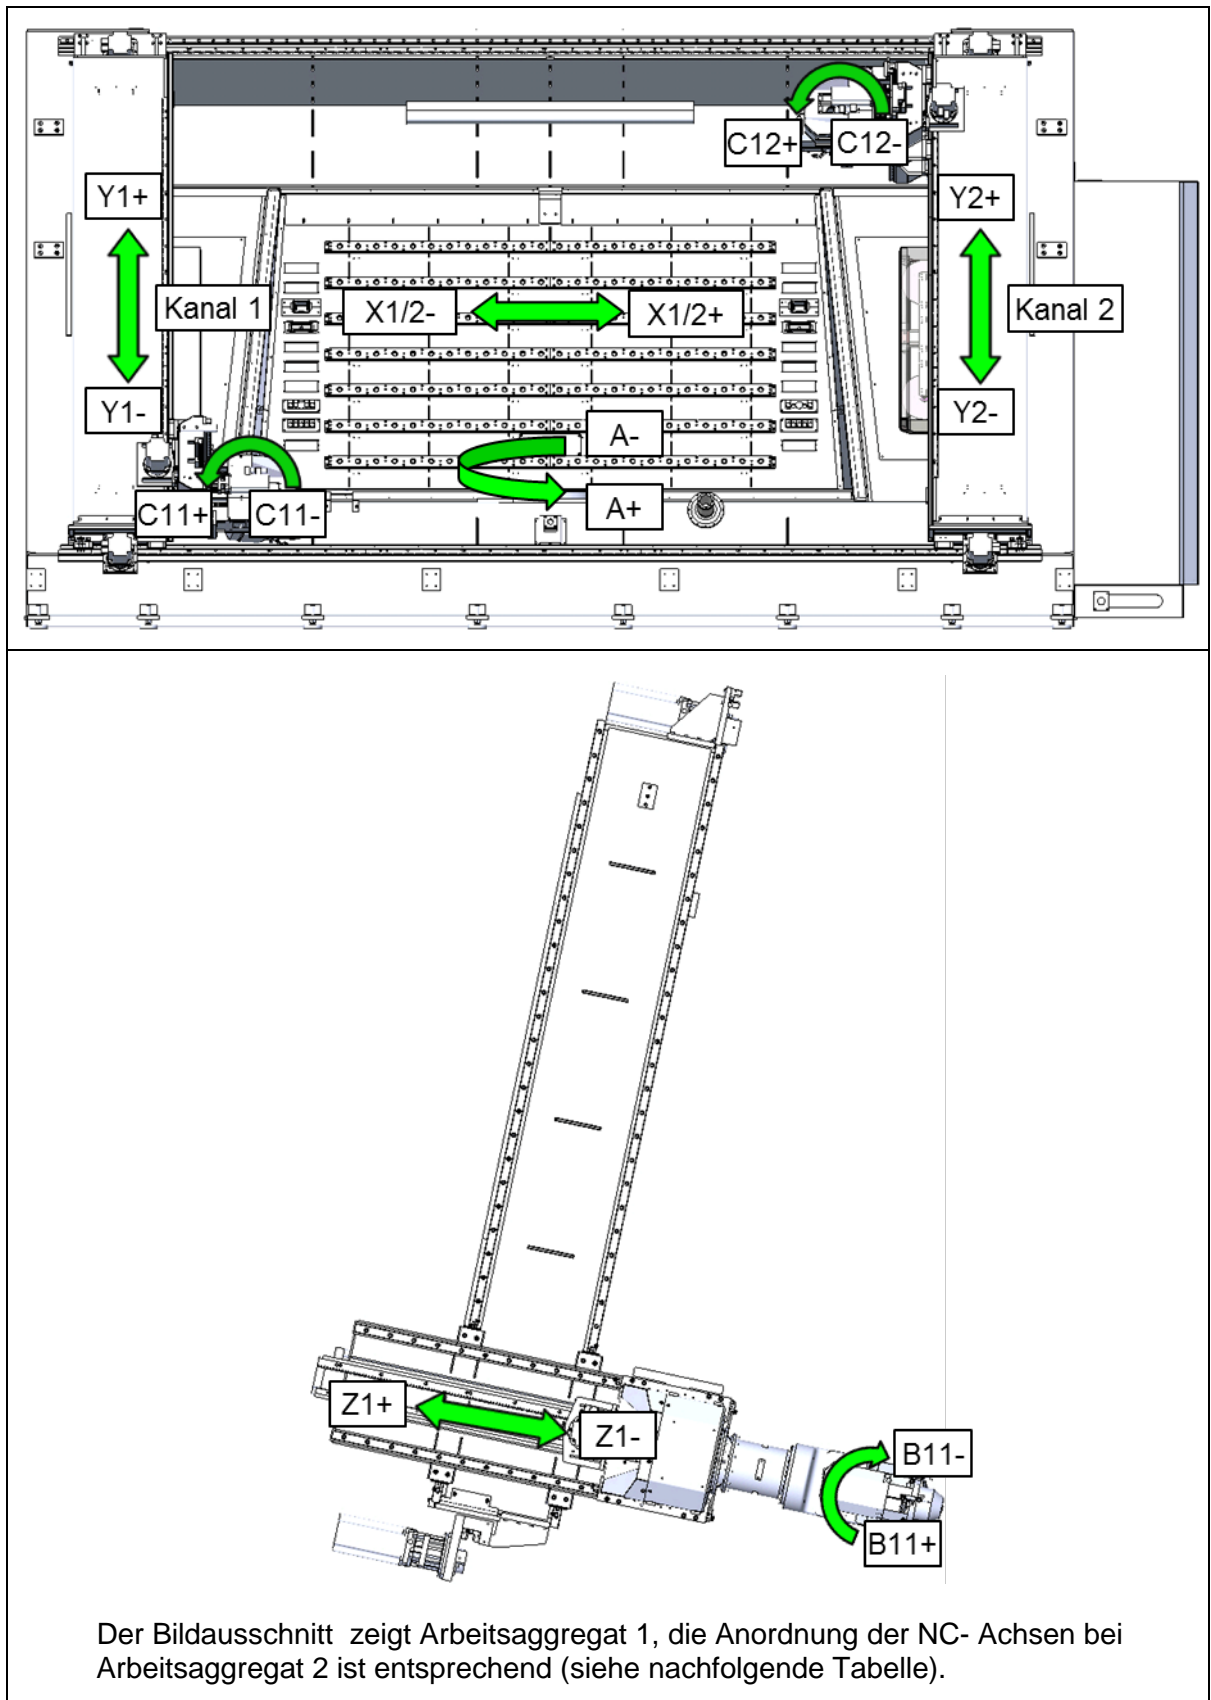 C12+ C12-
Y1+ Y2+
Kanal 1 X1/2- X1/2+ Kanal 2
Y1- Y2-
A-
C11+ C11- A+
Z1+ Z1-
B11-
B11+
Der Bildausschnitt zeigt Arbeitsaggregat 1, die Anordnung der NC- Achsen bei
Arbeitsaggregat 2 ist entsprechend (siehe nachfolgende Tabelle).